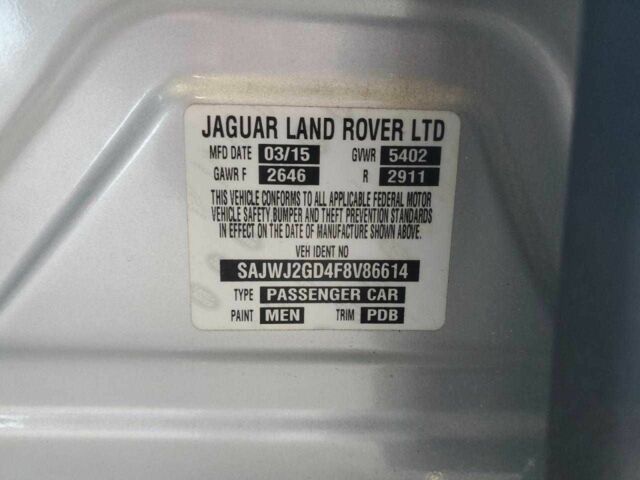 JAGUAR LAND ROVER LTD
MFD DATE 03/15 GVWR 5402
GAWR F 2646 R 2911
THIS VEHICLE CONFORMS TO ALL APPLICABLE FEDERAL MOTOR
VEHICLE SAFETY,BUMPER AND THEFT PREVENTION STANDARDS
IN EFFECT ON THE DATE OF MANUFACTURE SHOWN ABOVE.
VEH IDENT NO
SAJWJ2GD4F8V86614
TYPE PASSENGER CAR
PAINT MEN TRIM PDB